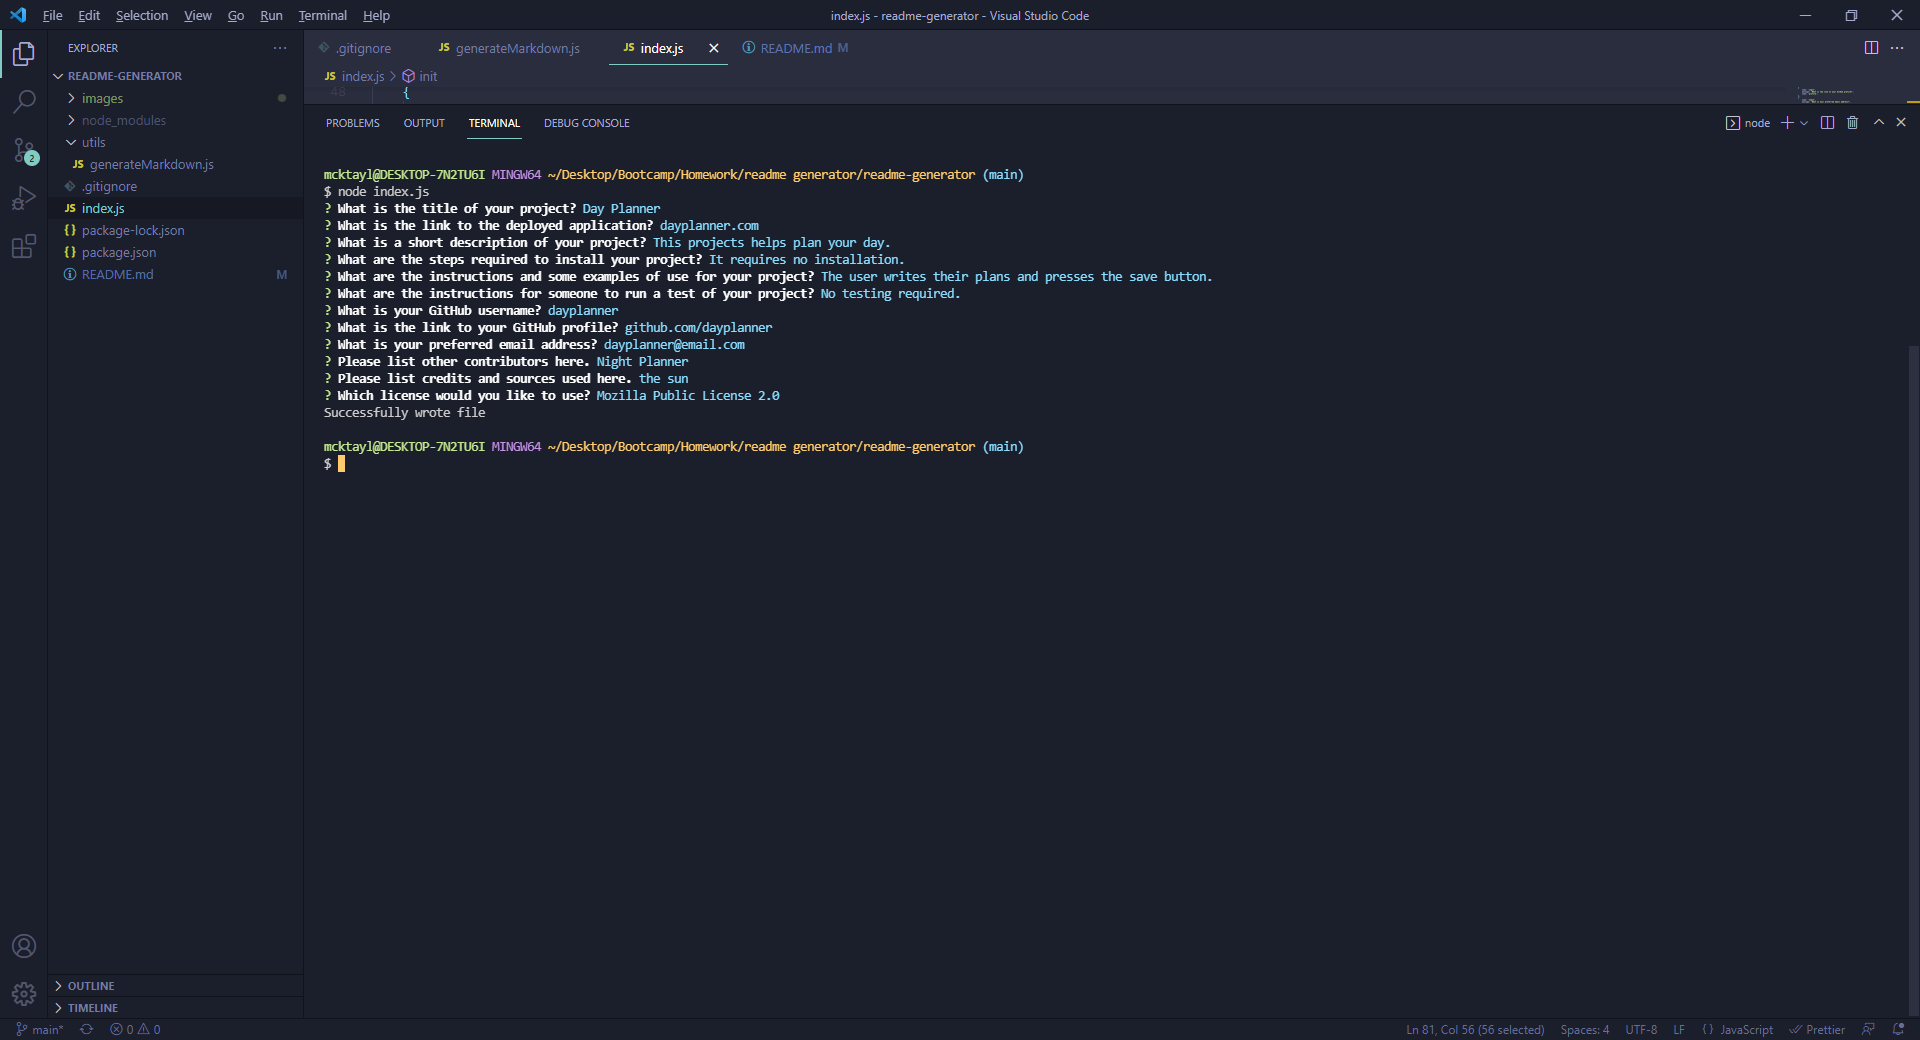 File Edit Selection View Go Run Terminal Help
index.js - readme-generator - Visual Studio Code
EXPLORER
README-GENERATOR
images
node_modules
utils
JS generateMarkdown.js
.gitignore
JS index.js
{} package-lock.json
{} package.json
README.md M
OUTLINE
TIMELINE
2
.gitignore
JS generateMarkdown.js
JS index.js
README.md M
JS index.js > init
48 {
PROBLEMS OUTPUT TERMINAL DEBUG CONSOLE
node
mcktayl@DESKTOP-7N2TU6I MINGW64 ~/Desktop/Bootcamp/Homework/readme generator/readme-generator (main)
$ node index.js
? What is the title of your project? Day Planner
? What is the link to the deployed application? dayplanner.com
? What is a short description of your project? This projects helps plan your day.
? What are the steps required to install your project? It requires no installation.
? What are the instructions and some examples of use for your project? The user writes their plans and presses the save button.
? What are the instructions for someone to run a test of your project? No testing required.
? What is your GitHub username? dayplanner
? What is the link to your GitHub profile? github.com/dayplanner
? What is your preferred email address? dayplanner@email.com
? Please list other contributors here. Night Planner
? Please list credits and sources used here. the sun
? Which license would you like to use? Mozilla Public License 2.0
Successfully wrote file
mcktayl@DESKTOP-7N2TU6I MINGW64 ~/Desktop/Bootcamp/Homework/readme generator/readme-generator (main)
$
main* 0 0
Ln 81, Col 56 (56 selected) Spaces: 4 UTF-8 LF {} JavaScript Prettier